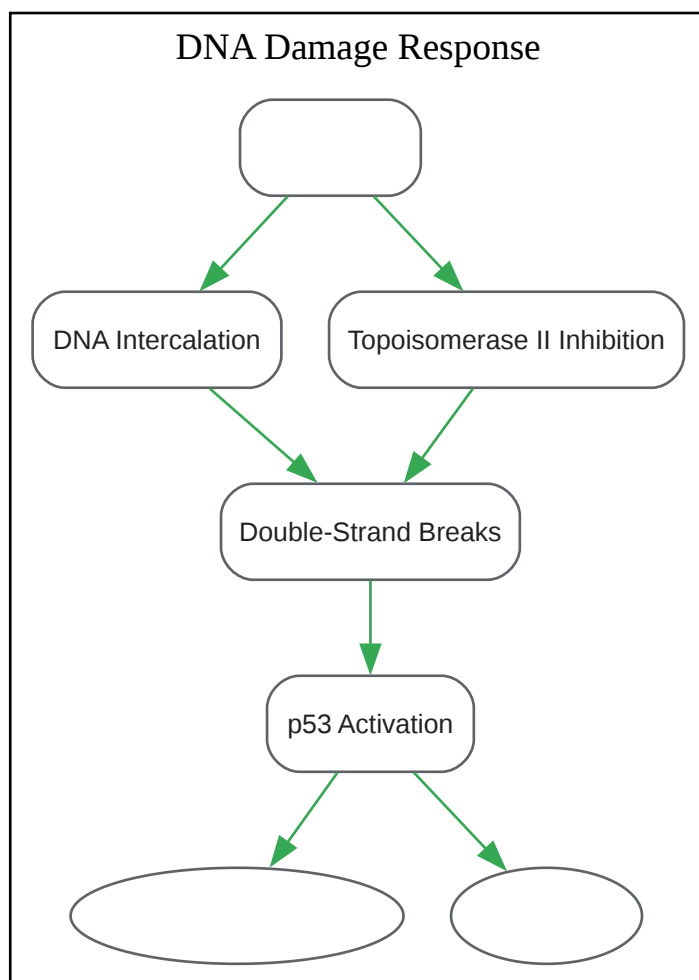 DNA Damage Response
DNA Intercalation
Topoisomerase II Inhibition
Double-Strand Breaks
p53 Activation